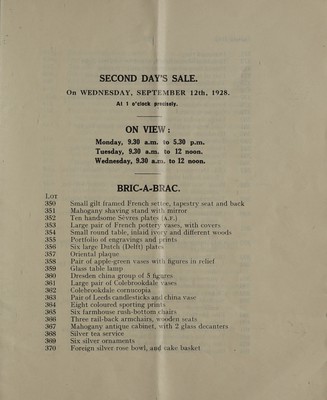 SECOND DAY'S SALE.
On WEDNESDAY, SEPTEMBER 12th, 1928.
At 1 o'clock precisely.
ON VIEW:
Monday, 9.30 a.m. to 5.30 p.m.
Tuesday, 9.30 a.m. to 12 noon.
Wednesday, 9.30 a.m. to 12 noon.
BRIC-A-BRAC.
Lot
350 Small gilt framed French settee, tapestry seat and back
351 Mahogany shaving stand with mirror
352 Ten handsome Sèvres plates (A.F.)
353 Large pair of French pottery vases, with covers
354 Small round table, inlaid ivory and different woods
355 Portfolio of engravings and prints
356 Six large Dutch (Delft) plates
357 Oriental plaque
358 Pair of apple-green vases with figures in relief
359 Glass table lamp
360 Dresden china group of 5 figures
361 Large pair of Colebrookdale vases
362 Colebrookdale cornucopia
363 Pair of Leeds candlesticks and china vase
364 Eight coloured sporting prints
365 Six farmhouse rush-bottom chairs
366 Three rail-back armchairs, wooden seats
367 Mahogany antique cabinet, with 2 glass decanters
368 Silver tea service
369 Six silver ornaments
370 Foreign silver rose bowl, and cake basket